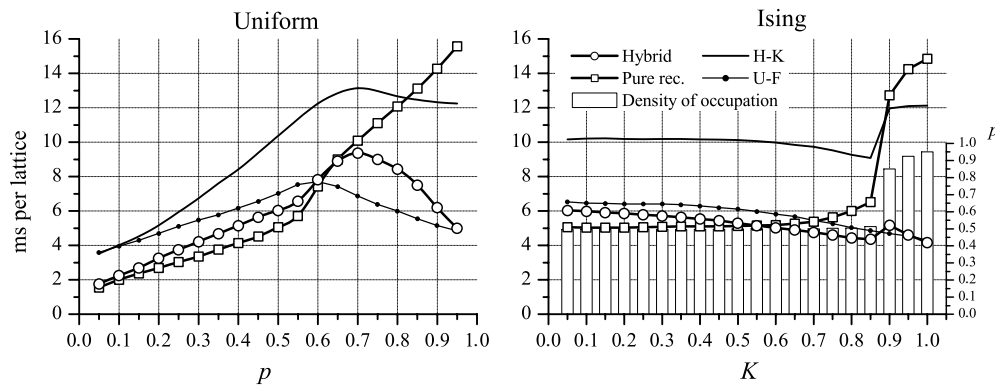 Uniform
Ising
ms per lattice
16
14
12
10
8
6
4
2
0
0.0 0.1 0.2 0.3 0.4 0.5 0.6 0.7 0.8 0.9 1.0
p
16
14
12
10
8
6
4
2
0
Hybrid H-K
Pure rec. U-F
Density of occupation
p
1.0
0.9
0.8
0.7
0.6
0.5
0.4
0.3
0.2
0.1
0.0
0.0 0.1 0.2 0.3 0.4 0.5 0.6 0.7 0.8 0.9 1.0
K